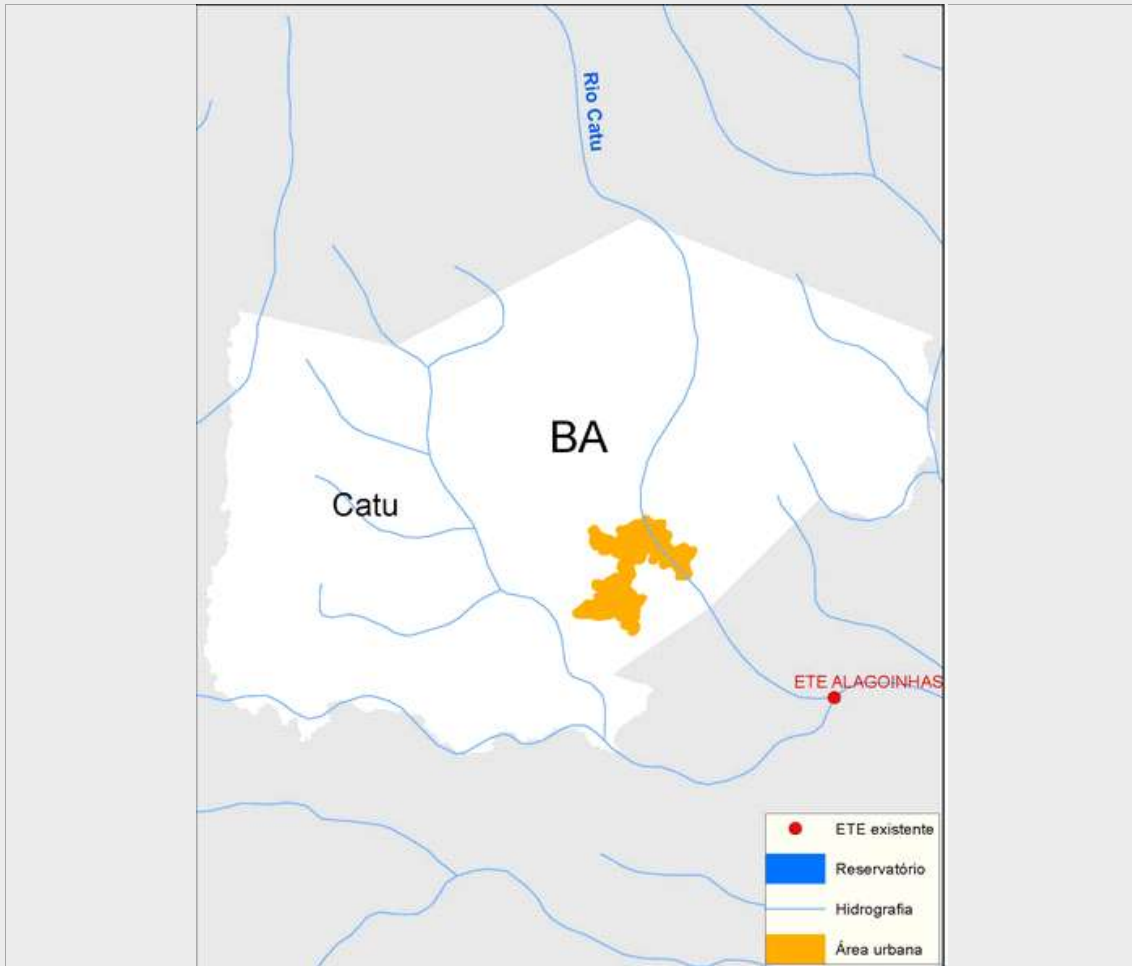 Rio Catu
BA
Catu
ETE ALAGOINHAS
ETE existente
Reservatório
Hidrografia
Área urbana